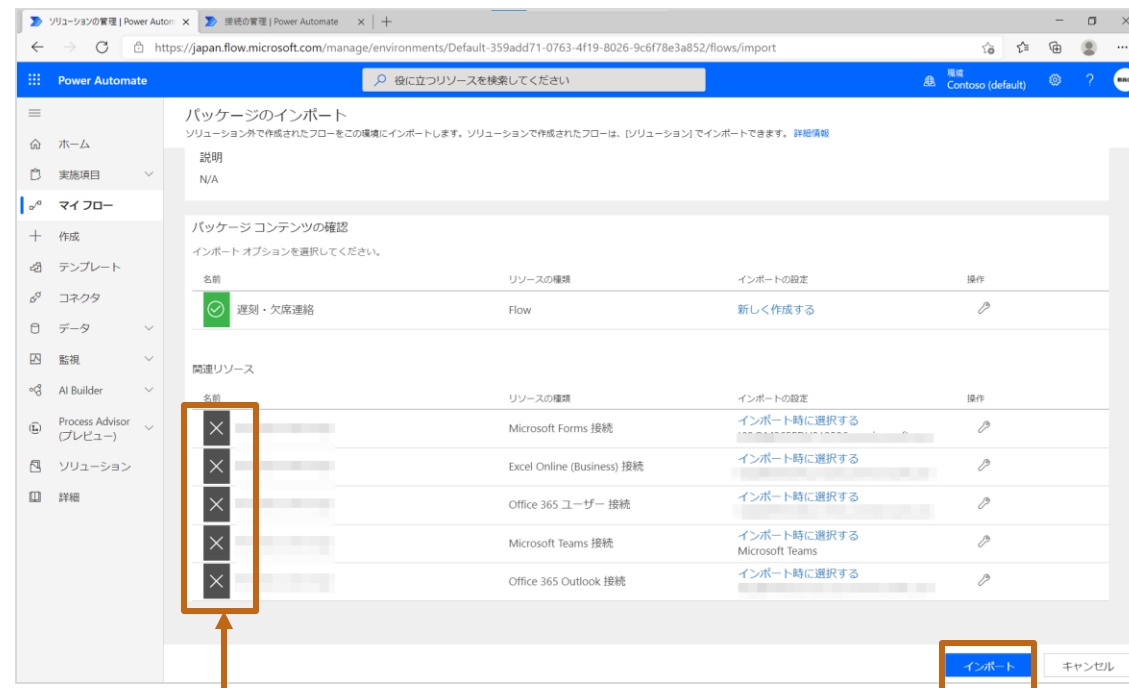 ソリューションの管理 | Power Autom
接続の管理 | Power Automate
https://japan.flow.microsoft.com/manage/environments/Default-359add71-0763-4f19-8026-9c6f78e3a852/flows/import
Power Automate
役に立つリソースを検索してください
環境
Contoso (default)
パッケージのインポート
ソリューション外で作成されたフローをこの環境にインポートします。ソリューションで作成されたフローは、[ソリューション] でインポートできます。 詳細情報
ホーム
実施項目
マイ フロー
作成
テンプレート
コネクタ
データ
監視
AI Builder
Process Advisor
(プレビュー)
ソリューション
詳細
説明
N/A
パッケージ コンテンツの確認
インポート オプションを選択してください。
名前 リソースの種類 インポートの設定 操作
遅刻・欠席連絡 Flow 新しく作成する
関連リソース
名前 リソースの種類 インポートの設定 操作
Microsoft Forms 接続 インポート時に選択する
Excel Online (Business) 接続 インポート時に選択する
Office 365 ユーザー 接続 インポート時に選択する
Microsoft Teams 接続 インポート時に選択する
Microsoft Teams
Office 365 Outlook 接続 インポート時に選択する
インポート キャンセル